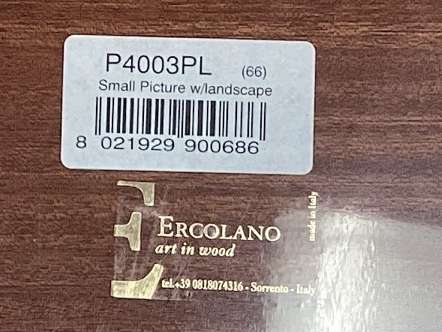 P4003PL (66)
Small Picture w/landscape
8 021929 900686
ERCOLANO
art in wood
made in Italy
tel.+39 0818074316 - Sorrento - Italy